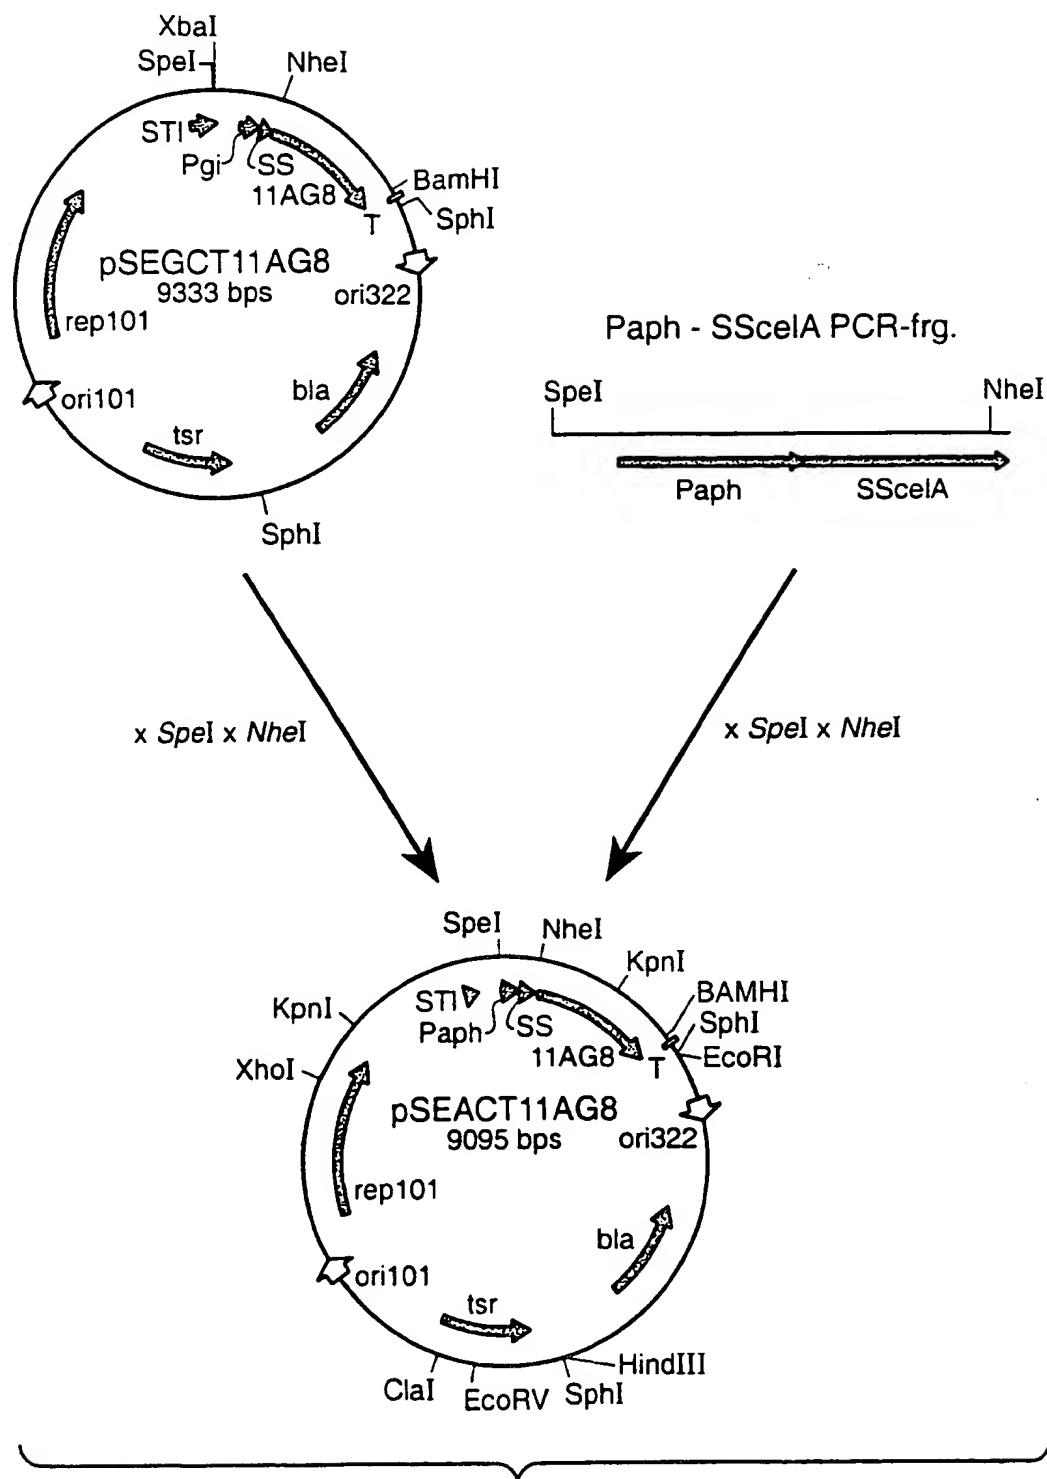 XbaI
SpeI
NheI
STI
Pgi
SS
11AG8
BamHI
SphI
T
pSEGCT11AG8
9333 bps
ori322
rep101
bla
ori101
tsr
SphI
Paph - SScelA PCR-frg.
SpeI
NheI
Paph
SScelA
x SpeI x NheI
x SpeI x NheI
SpeI
NheI
KpnI
KpnI
STI
Paph
SS
11AG8
BAMHI
SphI
EcoRI
T
XhoI
pSEACT11AG8
9095 bps
ori322
rep101
bla
ori101
tsr
HindIII
ClaI
EcoRV
SphI